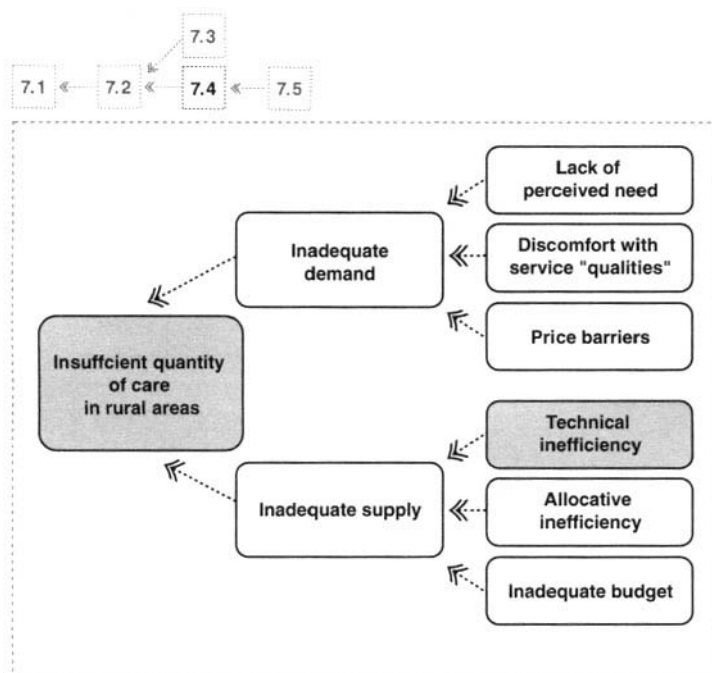 7.3
7.1
7.2
7.4
7.5
Lack of
perceived need
Inadequate
demand
Discomfort with
service "qualities"
Price barriers
Insuffcient quantity
of care
in rural areas
Technical
inefficiency
Inadequate supply
Allocative
inefficiency
Inadequate budget